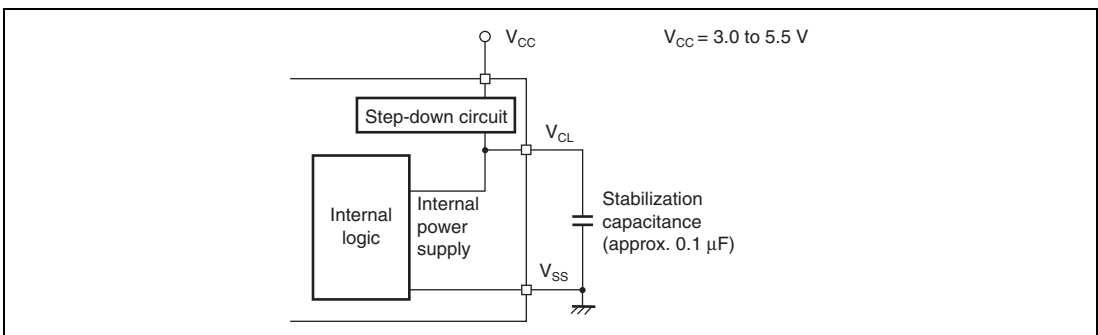 V_CC
V_CC = 3.0 to 5.5 V
Step-down circuit
V_CL
Internal
logic
Internal
power
supply
Stabilization
capacitance
(approx. 0.1 μF)
V_SS